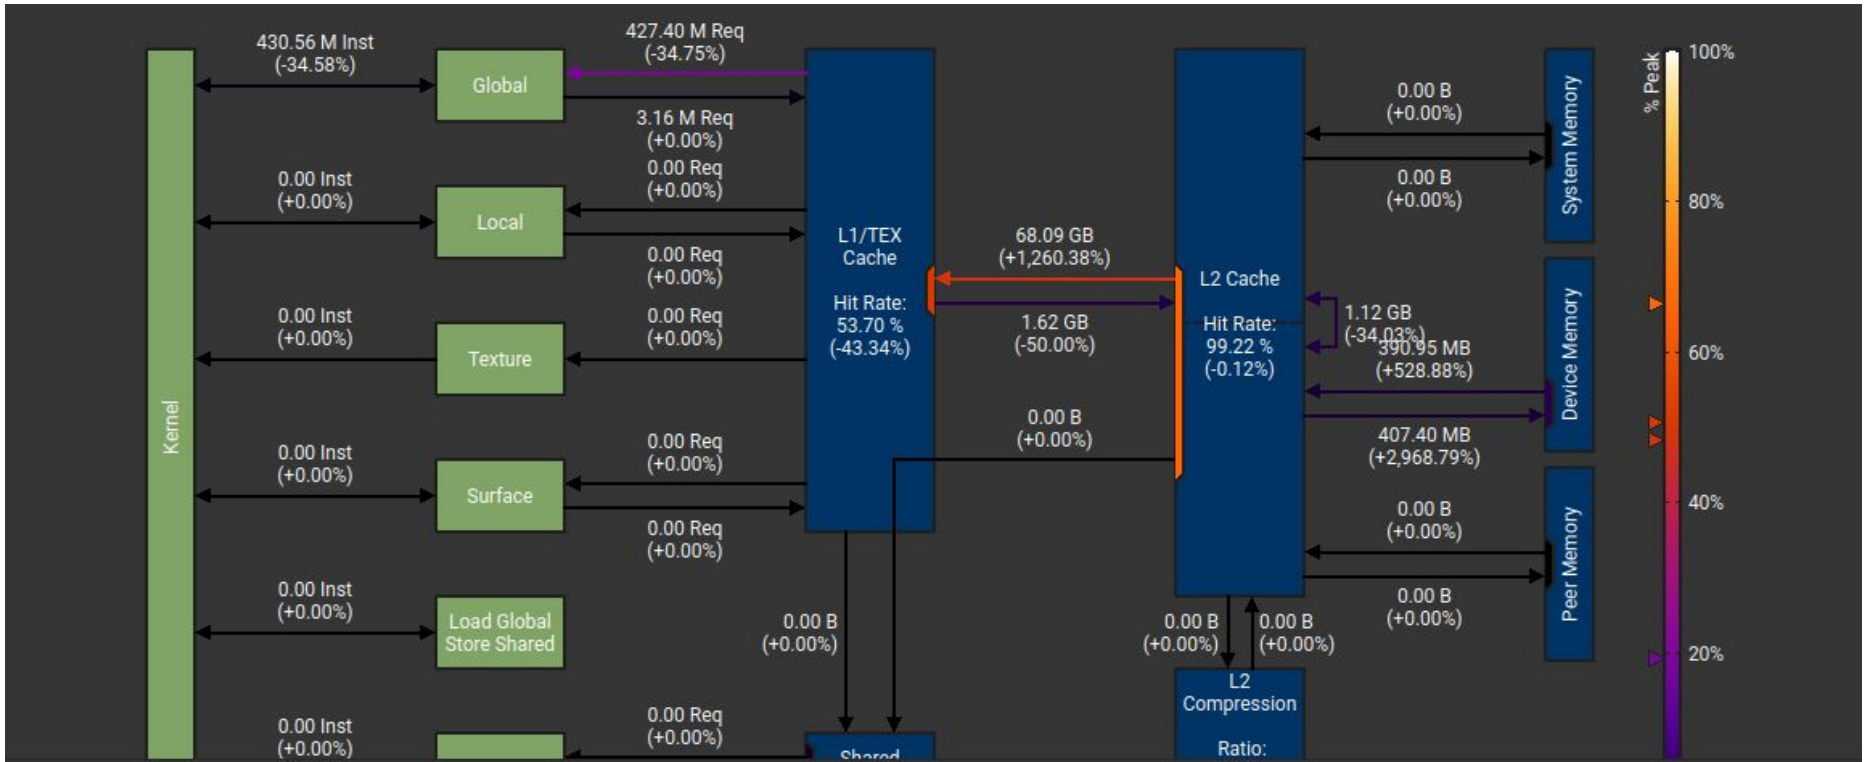 430.56 M Inst
(-34.58%)
Global
427.40 M Req
(-34.75%)
3.16 M Req
(+0.00%)
0.00 Inst
(+0.00%)
Local
0.00 Req
(+0.00%)
0.00 Req
(+0.00%)
0.00 Inst
(+0.00%)
Texture
0.00 Req
(+0.00%)
Kernel
0.00 Inst
(+0.00%)
Surface
0.00 Req
(+0.00%)
0.00 Req
(+0.00%)
0.00 Inst
(+0.00%)
Load Global
Store Shared
0.00 Inst
(+0.00%)
0.00 Req
(+0.00%)
L1/TEX
Cache
Hit Rate:
53.70 %
(-43.34%)
68.09 GB
(+1,260.38%)
1.62 GB
(-50.00%)
0.00 B
(+0.00%)
0.00 B
(+0.00%)
Shared
L2 Cache
Hit Rate:
99.22 %
(-0.12%)
1.12 GB
(-34.03%)
0.00 B
(+0.00%)
0.00 B
(+0.00%)
System Memory
390.95 MB
(+528.88%)
407.40 MB
(+2,968.79%)
Device Memory
0.00 B
(+0.00%)
0.00 B
(+0.00%)
Peer Memory
0.00 B
(+0.00%)
0.00 B
(+0.00%)
L2
Compression
Ratio:
% Peak
100%
80%
60%
40%
20%